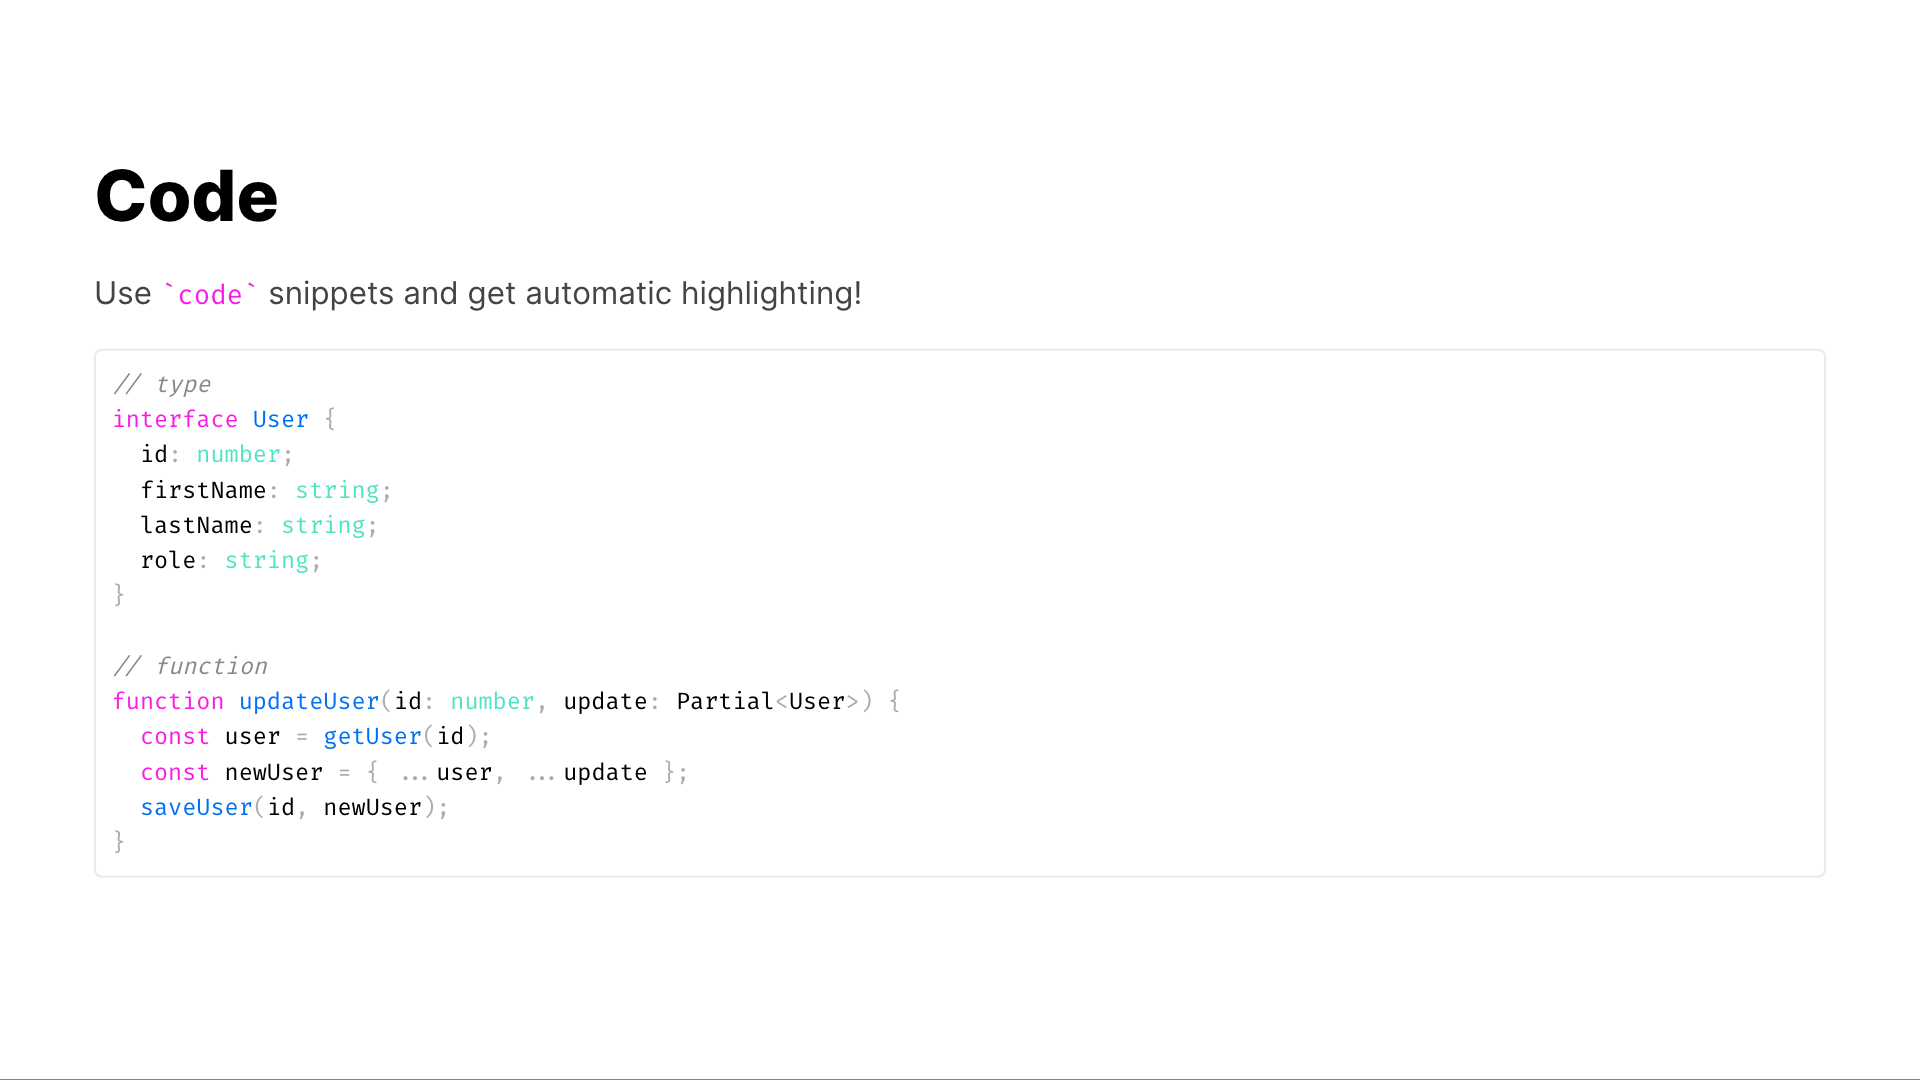 Code
Use `code` snippets and get automatic highlighting!
// type
interface User {
  id: number;
  firstName: string;
  lastName: string;
  role: string;
}

// function
function updateUser(id: number, update: Partial<User>) {
  const user = getUser(id);
  const newUser = { ...user, ...update };
  saveUser(id, newUser);
}